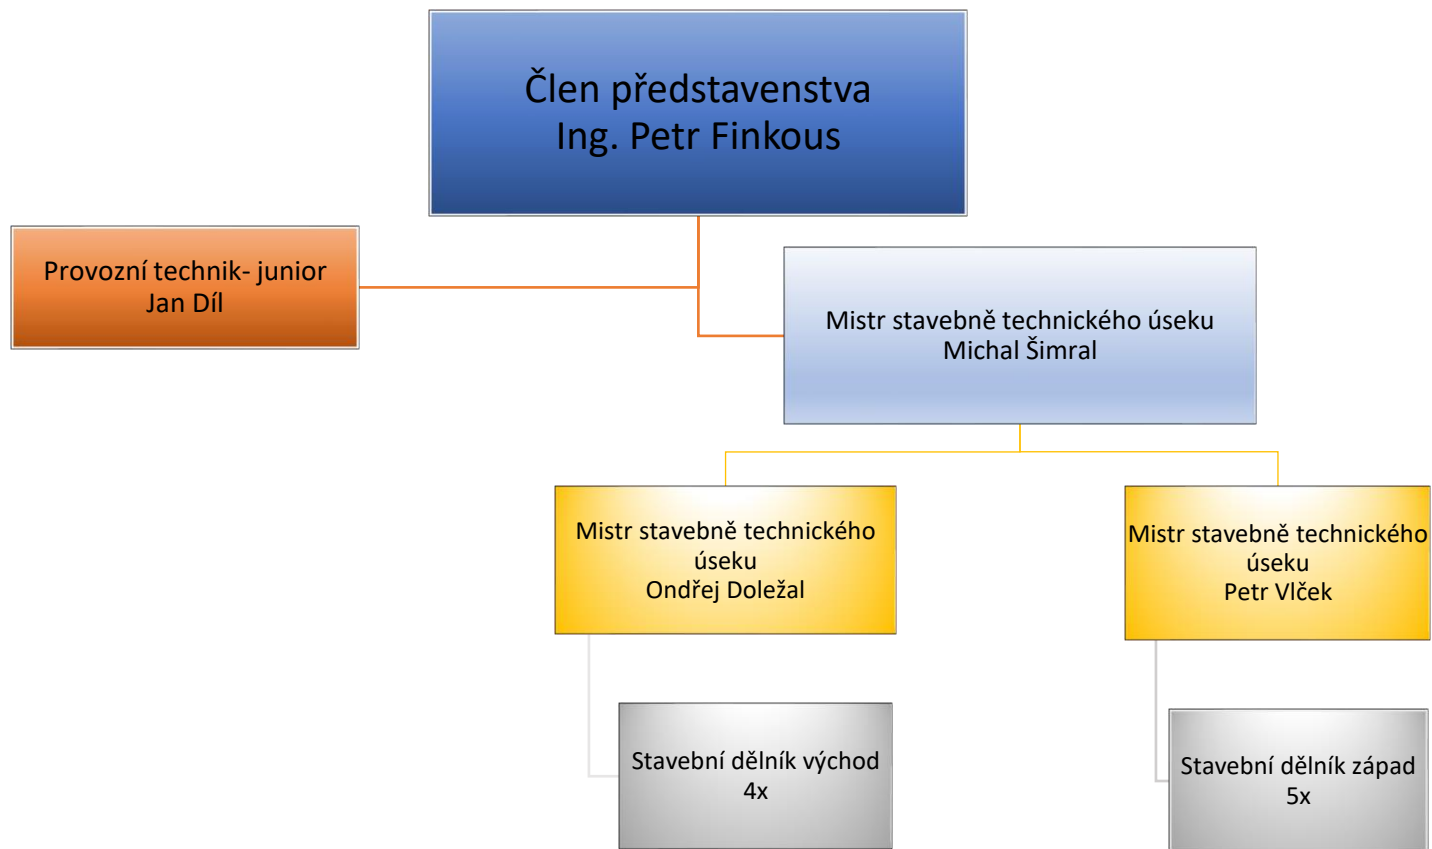 Člen představenstva
Ing. Petr Finkous
Provozní technik- junior
Jan Díl
Mistr stavebně technického úseku
Michal Šimral
Mistr stavebně technického
úseku
Ondřej Doležal
Mistr stavebně technického
úseku
Petr Vlček
Stavební dělník východ
4x
Stavební dělník západ
5x